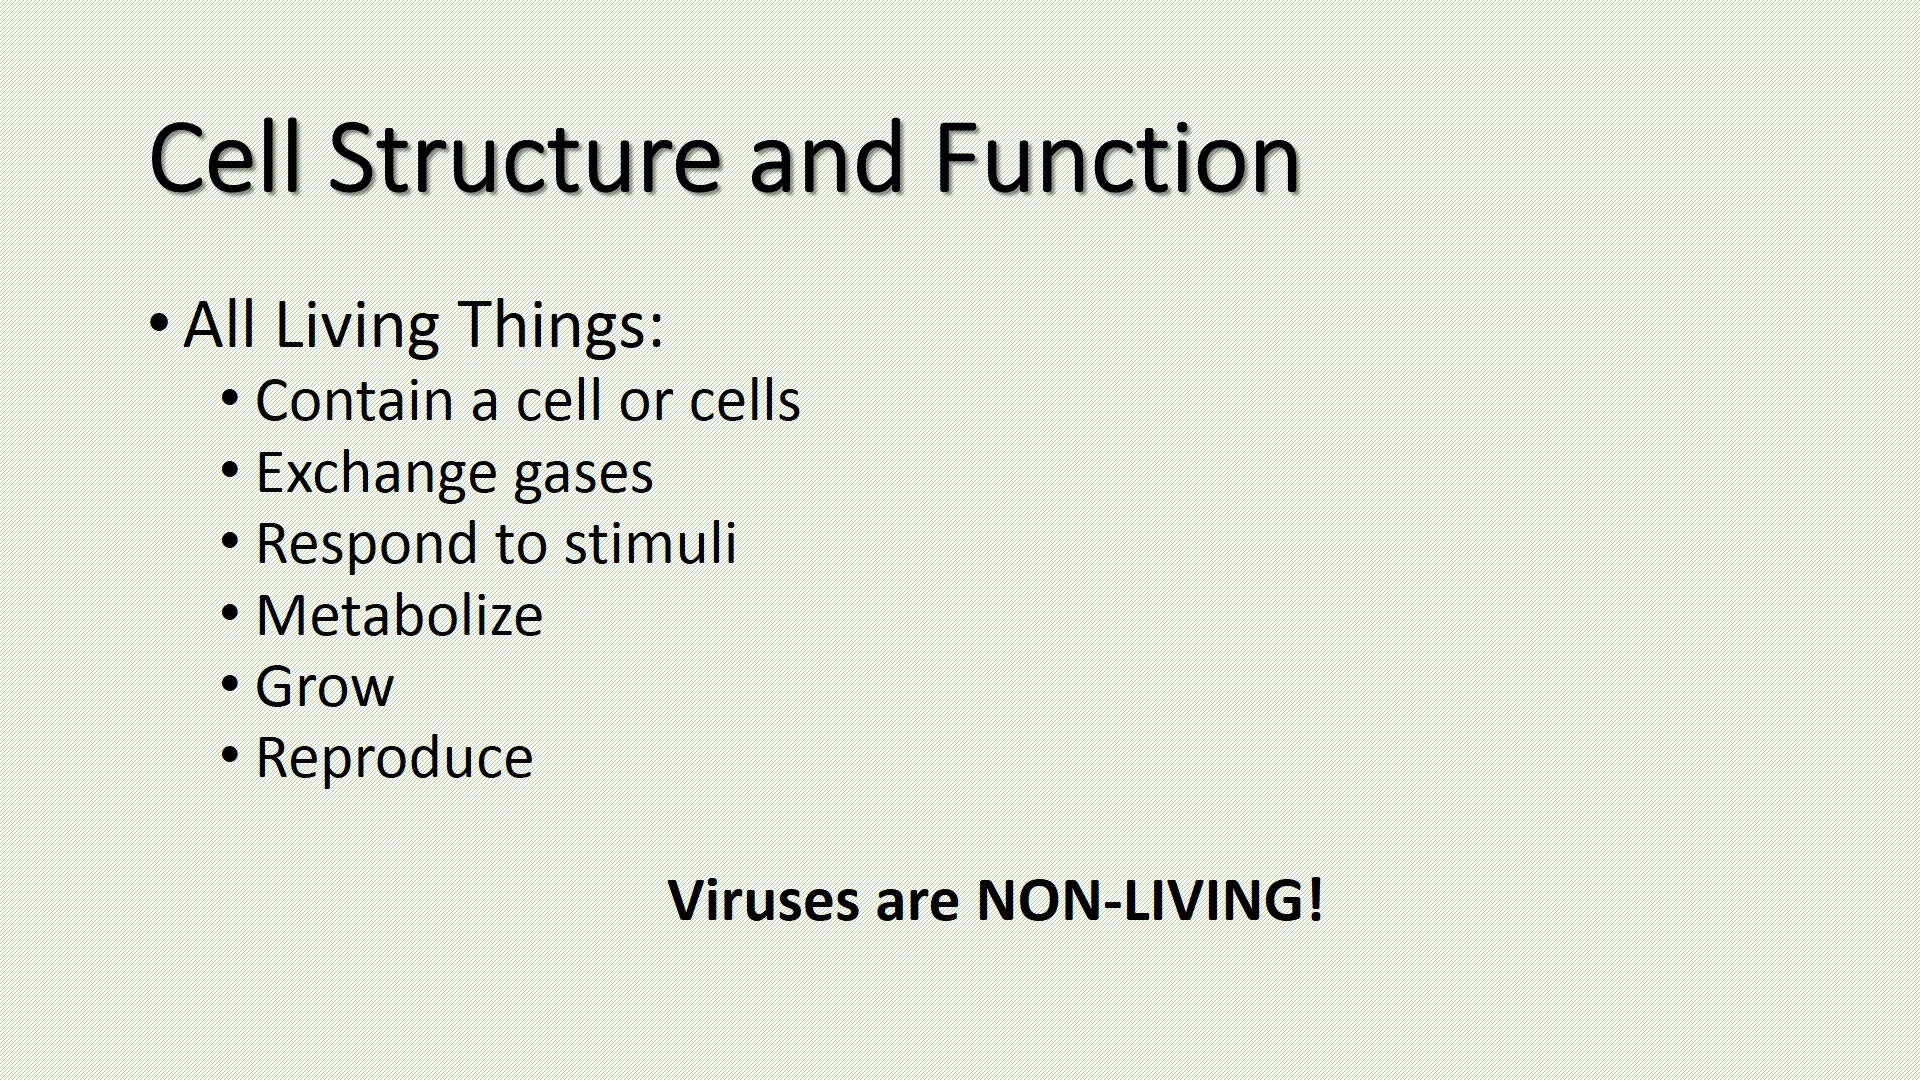 Cell Structure and Function
• All Living Things:
• Contain a cell or cells
• Exchange gases
• Respond to stimuli
• Metabolize
• Grow
• Reproduce
Viruses are NON-LIVING!